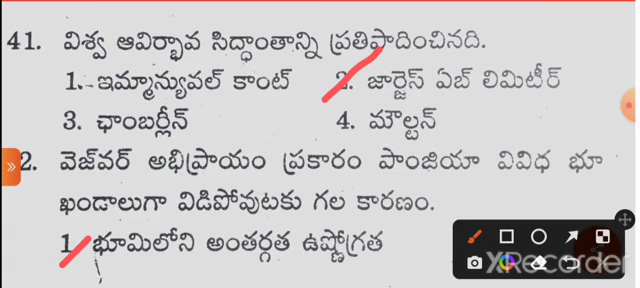 41. విశ్వ ఆవిర్భావ సిద్ధాంతాన్ని ప్రతిపాదించినది.
1. ఇమ్మాన్యువల్ కాంట్ 2. జార్జెస్ ఏబ్ లిమిటీర్
3. ఛాంబర్లీన్ 4. మౌల్టన్
2. వెజ్‌వర్ అభిప్రాయం ప్రకారం పాంజియా వివిధ భూ
ఖండాలుగా విడిపోవుటకు గల కారణం.
1. భూమిలోని అంతర్గత ఉష్ణోగ్రత
RECORDER